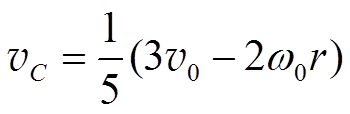 v_C = \frac{1}{5}(3v_0 - 2\omega_0 r)